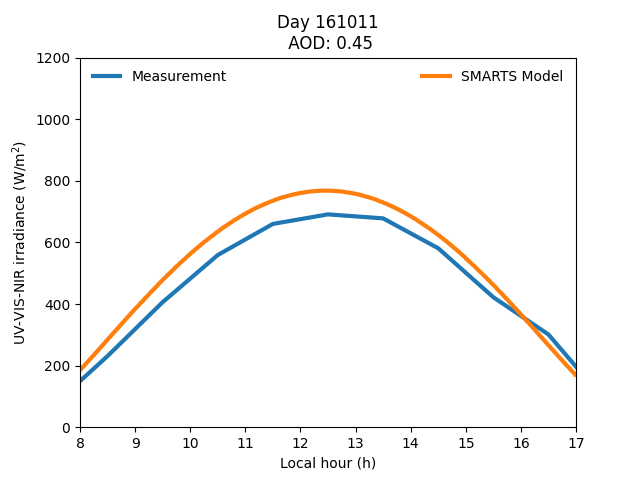 Day 161011
AOD: 0.45
Measurement
SMARTS Model
UV-VIS-NIR irradiance (W/m²)
1200
1000
800
600
400
200
0
8 9 10 11 12 13 14 15 16 17
Local hour (h)